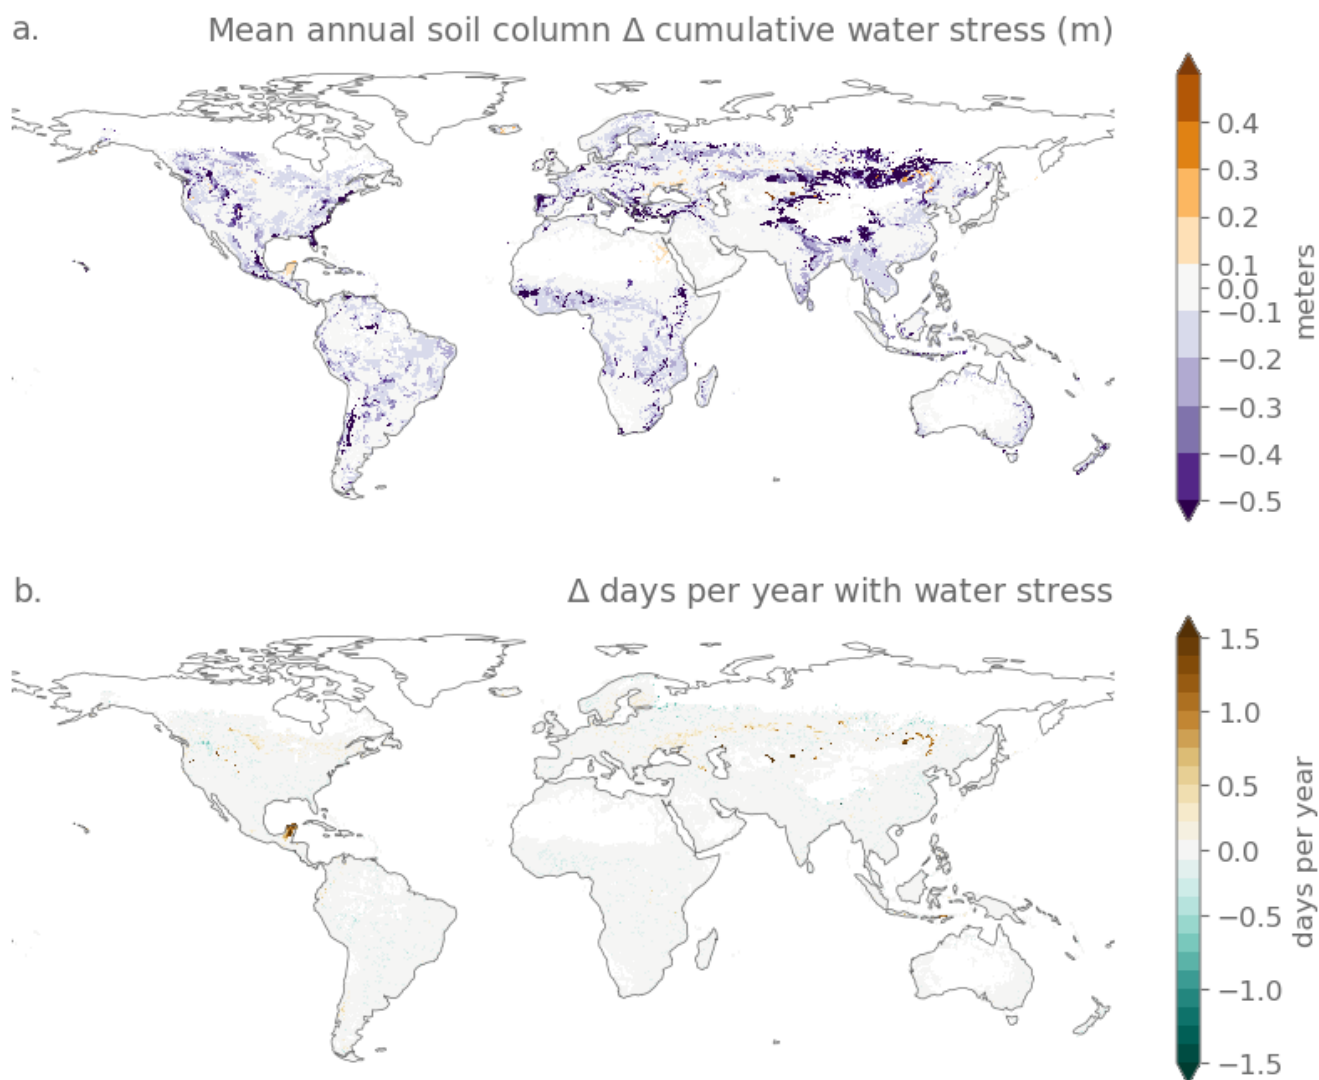 a.
Mean annual soil column Δ cumulative water stress (m)
0.4
0.3
0.2
0.1
0.0
−0.1
−0.2
−0.3
−0.4
−0.5
meters
b.
Δ days per year with water stress
1.5
1.0
0.5
0.0
−0.5
−1.0
−1.5
days per year